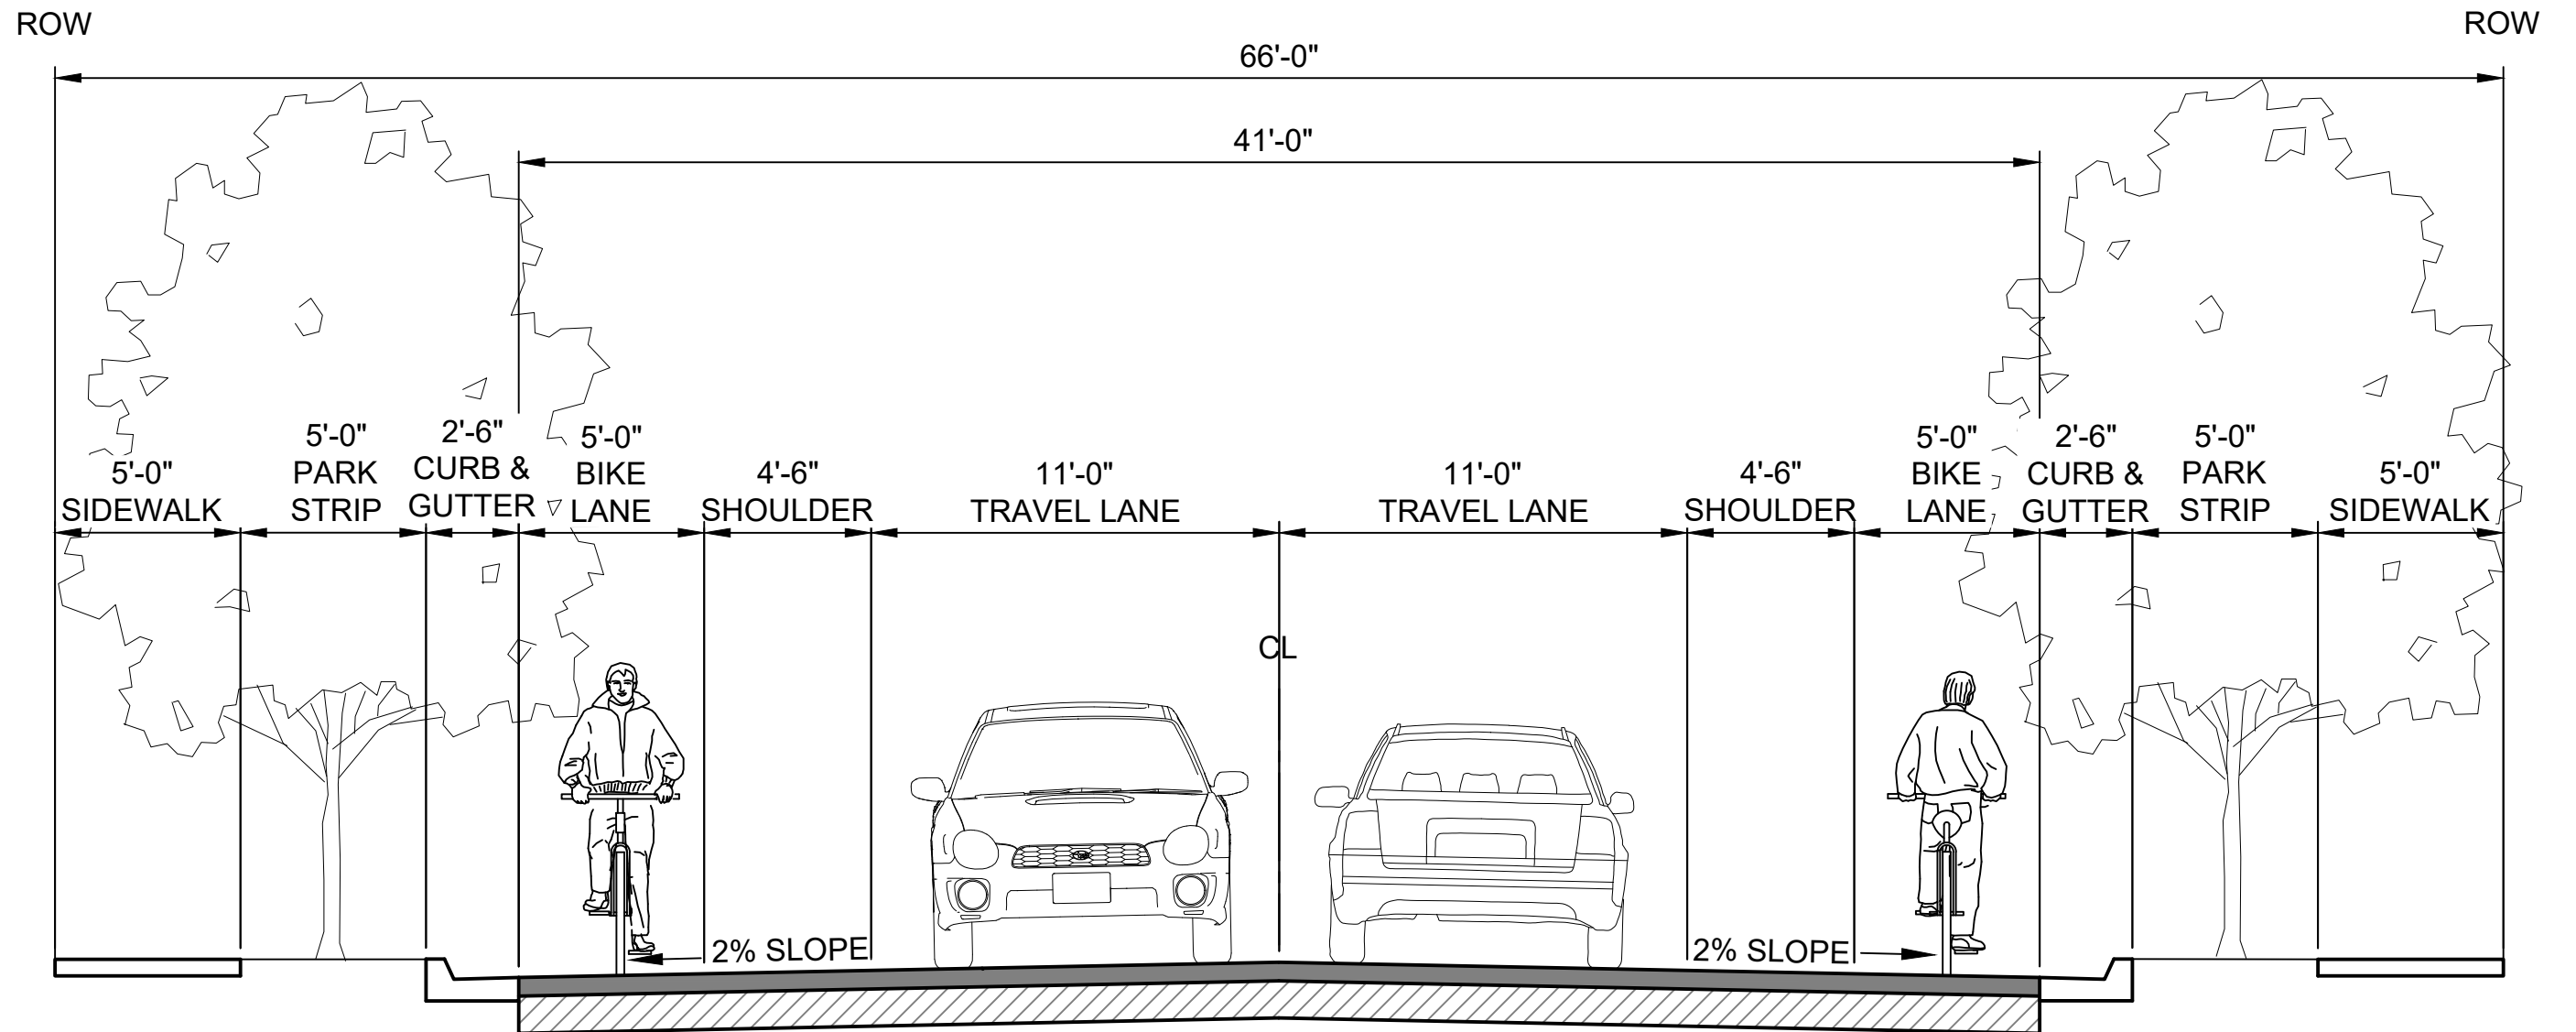 ROW
ROW
66'-0"
41'-0"
5'-0"
SIDEWALK
5'-0"
PARK
STRIP
2'-6"
CURB &
GUTTER
5'-0"
BIKE
LANE
4'-6"
SHOULDER
11'-0"
TRAVEL LANE
11'-0"
TRAVEL LANE
4'-6"
SHOULDER
5'-0"
BIKE
LANE
2'-6"
CURB &
GUTTER
5'-0"
PARK
STRIP
5'-0"
SIDEWALK
CL
2% SLOPE
2% SLOPE